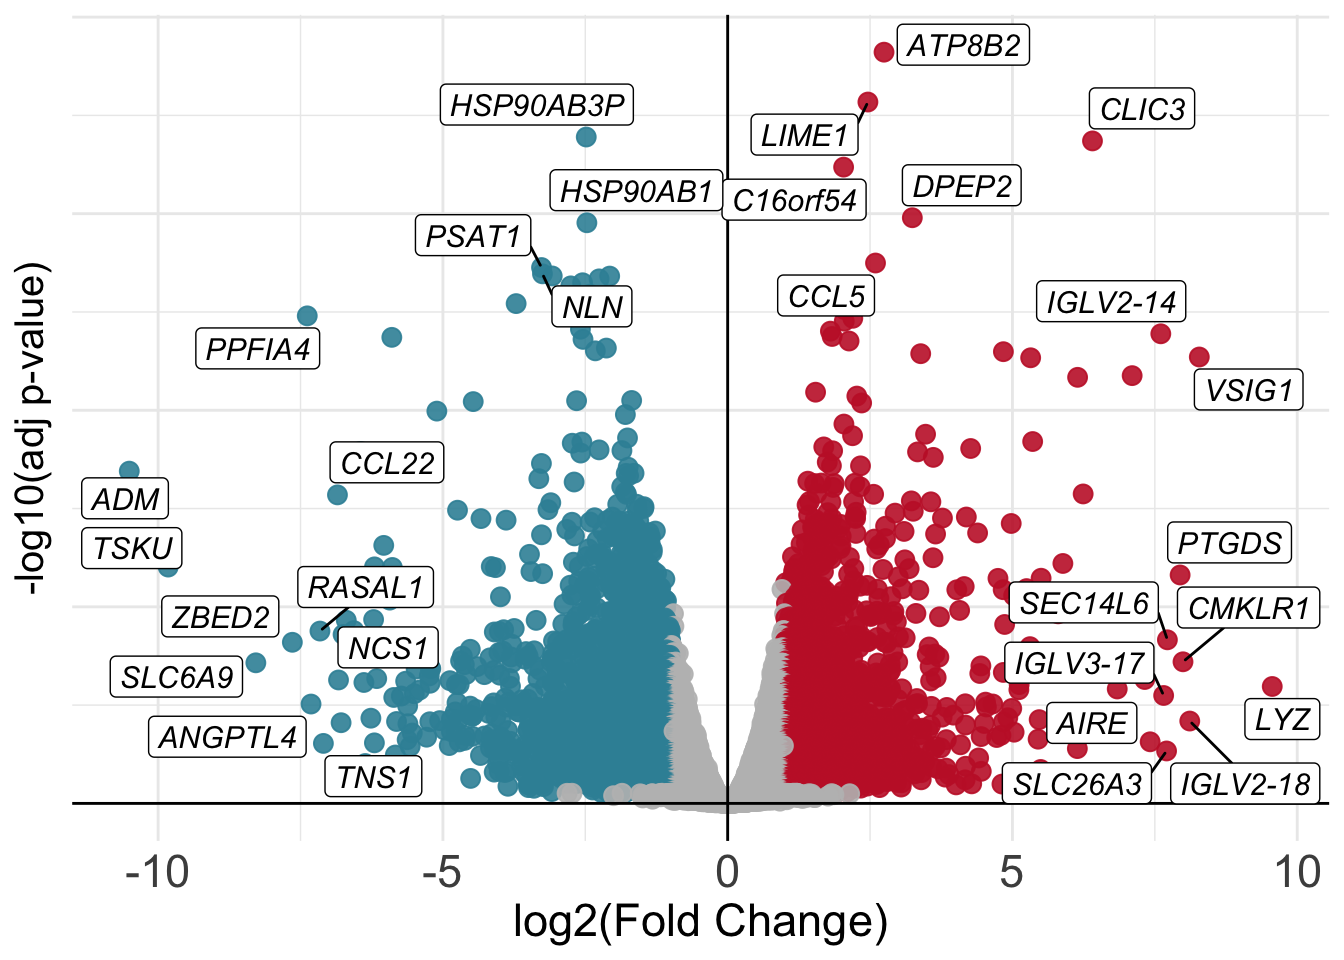 ATP8B2
HSP90AB3P
CLIC3
LIME1
HSP90AB1
C16orf54
DPEP2
PSAT1
NLN
CCL5
IGLV2-14
PPFIA4
VSIG1
CCL22
ADM
TSKU
PTGDS
RASAL1
ZBED2
SEC14L6
CMKLR1
NCS1
IGLV3-17
SLC6A9
ANGPTL4
AIRE
LYZ
TNS1
SLC26A3
IGLV2-18
-log10(adj p-value)
-10
-5
0
5
10
log2(Fold Change)